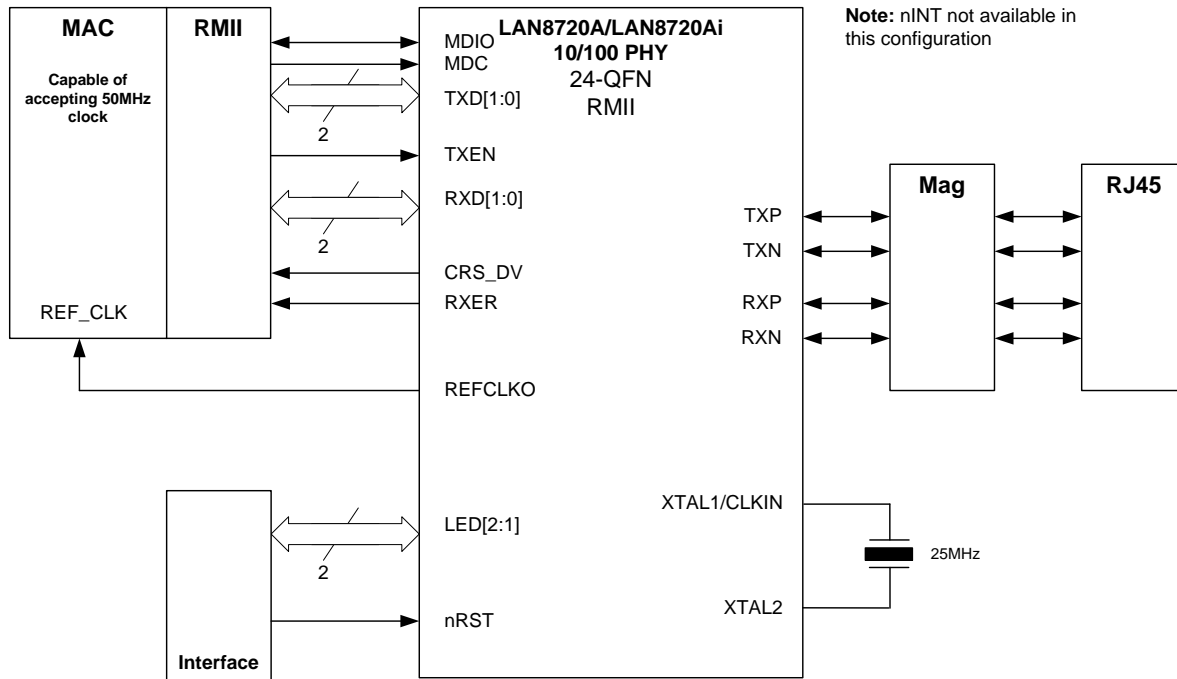 MAC
RMII
Capable of
accepting 50MHz
clock
REF_CLK
LAN8720A/LAN8720Ai
10/100 PHY
24-QFN
RMII
MDIO
MDC
TXD[1:0]
2
TXEN
RXD[1:0]
2
CRS_DV
RXER
REFCLKO
LED[2:1]
2
nRST
Interface
Note: nINT not available in
this configuration
TXP
TXN
RXP
RXN
Mag
RJ45
XTAL1/CLKIN
25MHz
XTAL2